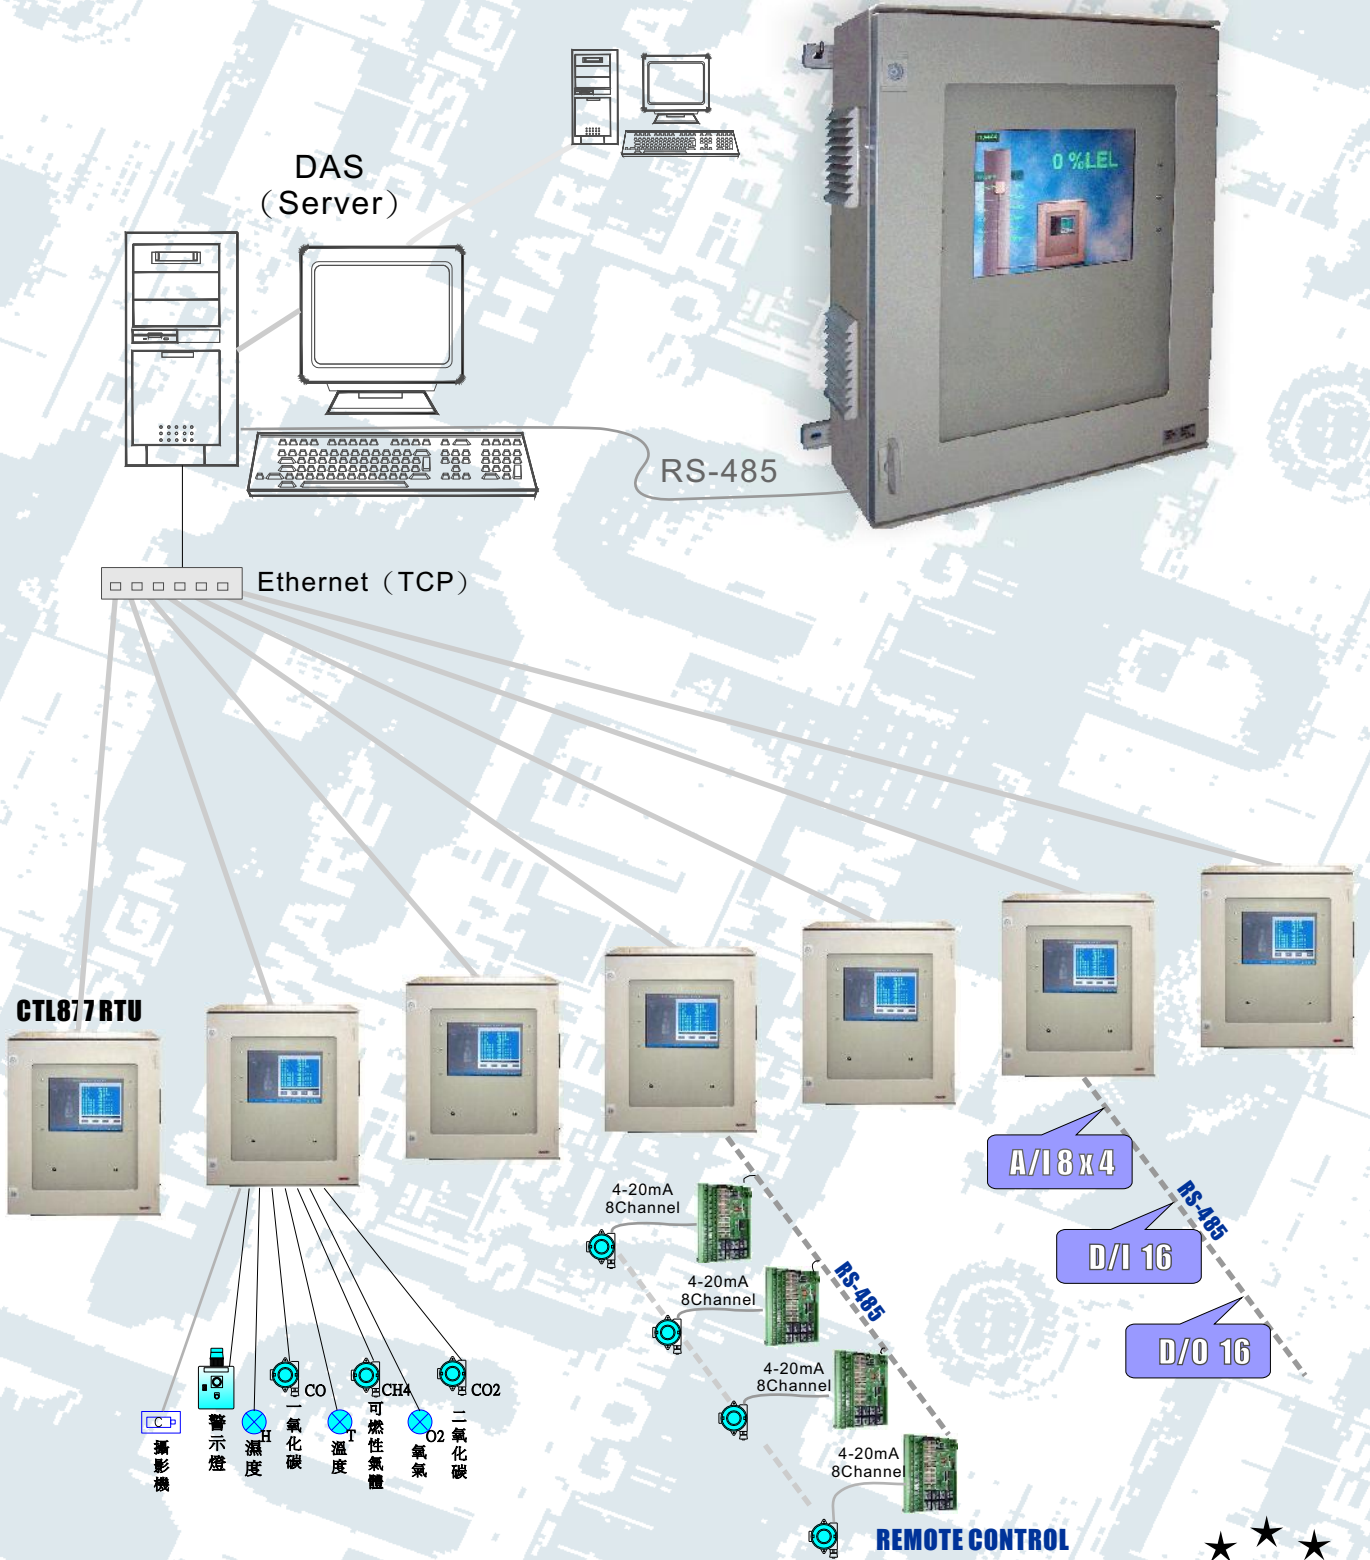 DAS
（Server）
0 %LEL
RS-485
Ethernet（TCP）
CTL877 RTU
A/I 8 x 4
RS-485
D/I 16
D/O 16
4-20mA
8Channel
4-20mA
8Channel
RS-485
4-20mA
8Channel
4-20mA
8Channel
REMOTE CONTROL
C
攝影機
警示燈
H
濕度
CO
一氧化碳
T
溫度
CH4
可燃性氣體
O2
氧氣
CO2
二氧化碳